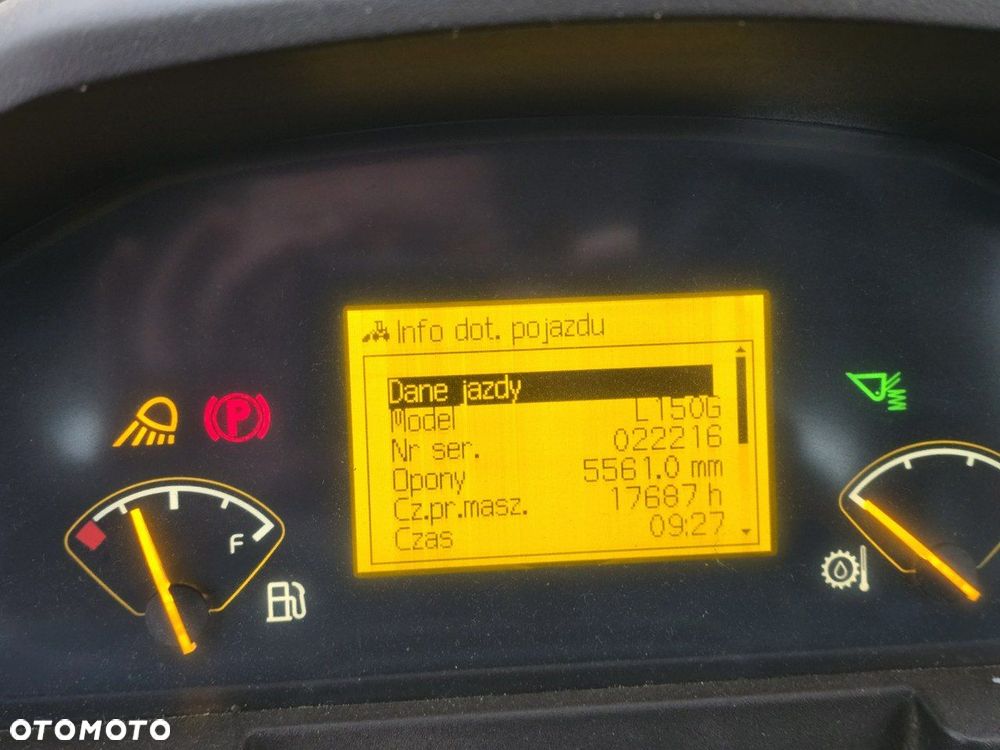 Info dot. pojazdu
Dane jazdy
Model L150G
Nr ser. 022216
Opony 5561.0 mm
Cz.pr.masz. 17687 h
Czas 09:27
P
F
OTOMOTO